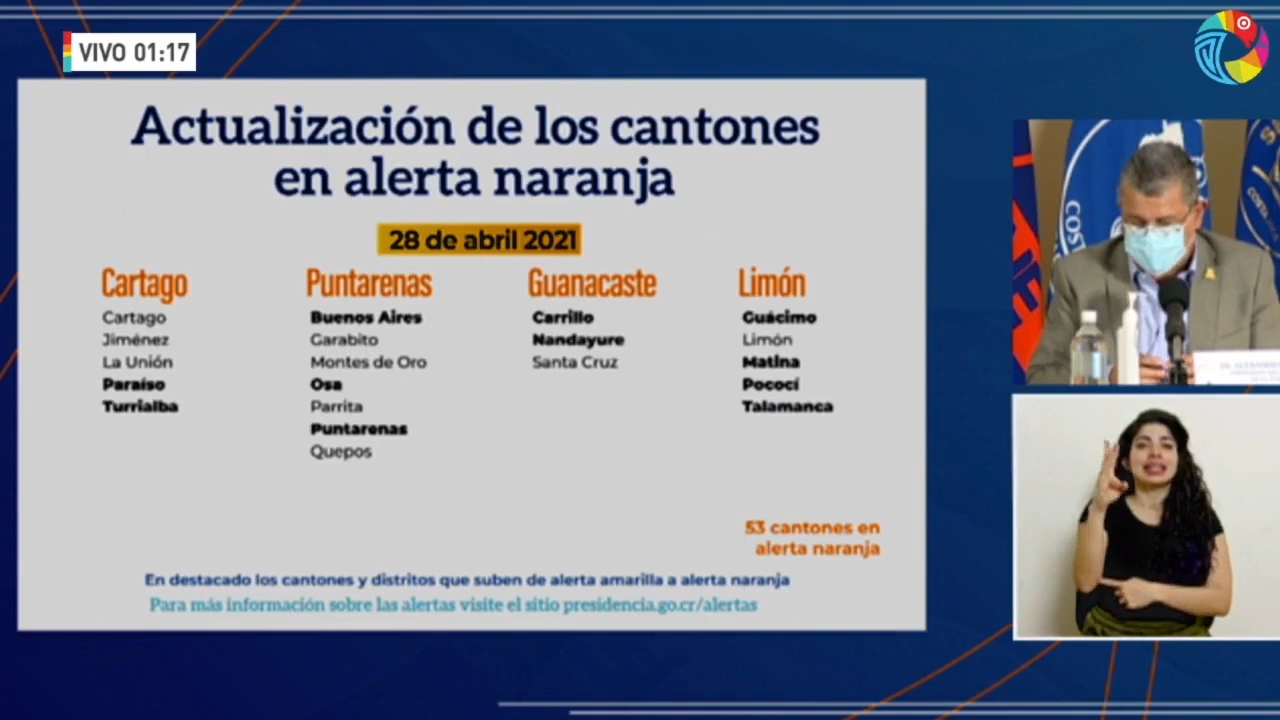 VIVO 01:17
Actualización de los cantones
en alerta naranja
28 de abril 2021
Cartago
Cartago
Jiménez
La Unión
Paraíso
Turrialba
Puntarenas
Buenos Aires
Garabito
Montes de Oro
Osa
Parrita
Puntarenas
Quepos
Guanacaste
Carrillo
Nandayure
Santa Cruz
Limón
Guácimo
Limón
Matina
Pococí
Talamanca
53 cantones en
alerta naranja
En destacado los cantones y distritos que suben de alerta amarilla a alerta naranja
Para más información sobre las alertas visite el sitio presidencia.go.cr/alertas